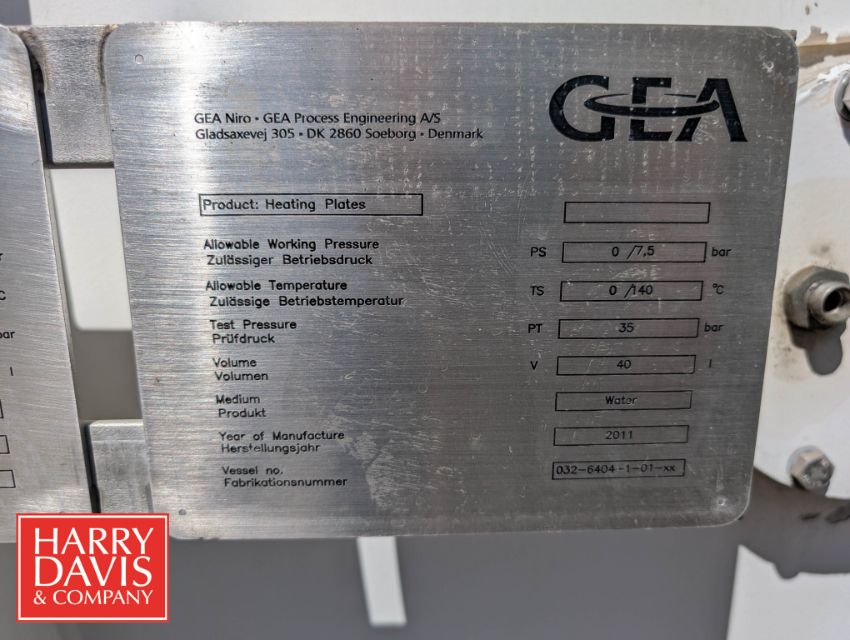 GEA Niro • GEA Process Engineering A/S
Gladsaxevej 305 • DK 2860 Soeborg • Denmark
GEA
Product: Heating Plates
Allowable Working Pressure
Zulässiger Betriebsdruck
PS 0 /7,5 bar
Allowable Temperature
Zulässige Betriebstemperatur
TS 0 /140 °C
Test Pressure
Prüfdruck
PT 35 bar
Volume
Volumen
V 40 l
Medium
Produkt
Water
Year of Manufacture
Herstellungsjahr
2011
Vessel no.
Fabrikationsnummer
032-6404-1-01-xx
HARRY
DAVIS
& COMPANY